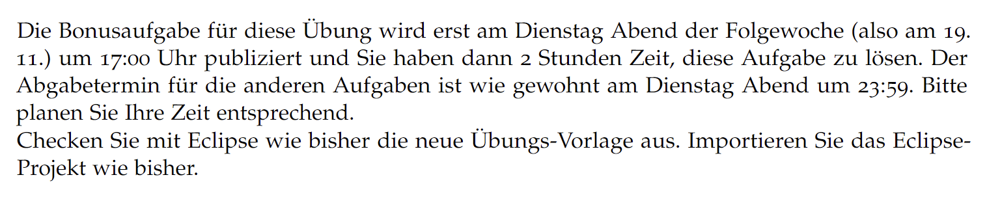 Die Bonusaufgabe für diese Übung wird erst am Dienstag Abend der Folgewoche (also am 19.
11.) um 17:00 Uhr publiziert und Sie haben dann 2 Stunden Zeit, diese Aufgabe zu lösen. Der
Abgabetermin für die anderen Aufgaben ist wie gewohnt am Dienstag Abend um 23:59. Bitte
planen Sie Ihre Zeit entsprechend.
Checken Sie mit Eclipse wie bisher die neue Übungs-Vorlage aus. Importieren Sie das Eclipse-
Projekt wie bisher.